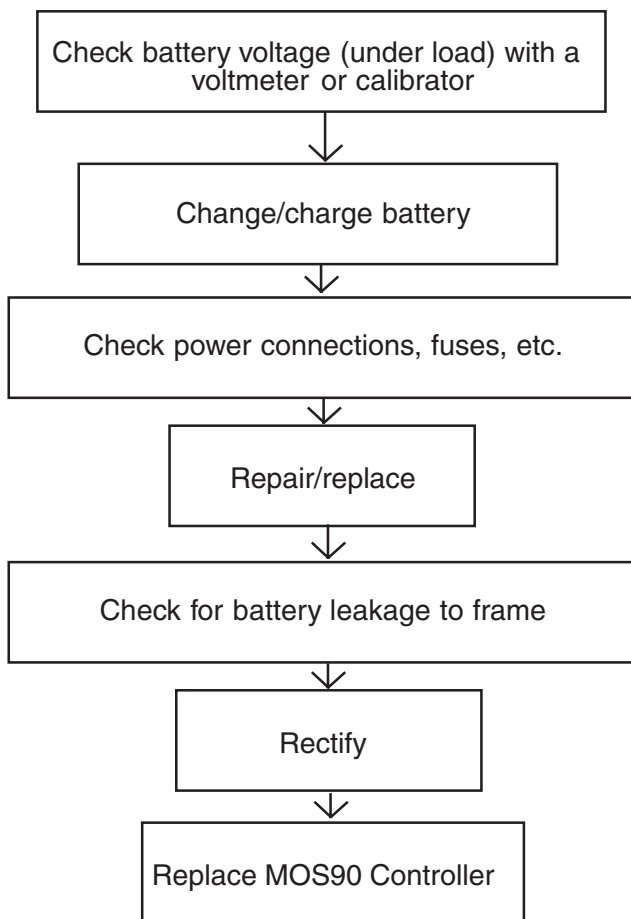 Check battery voltage (under load) with a
voltmeter or calibrator
Change/charge battery
Check power connections, fuses, etc.
Repair/replace
Check for battery leakage to frame
Rectify
Replace MOS90 Controller